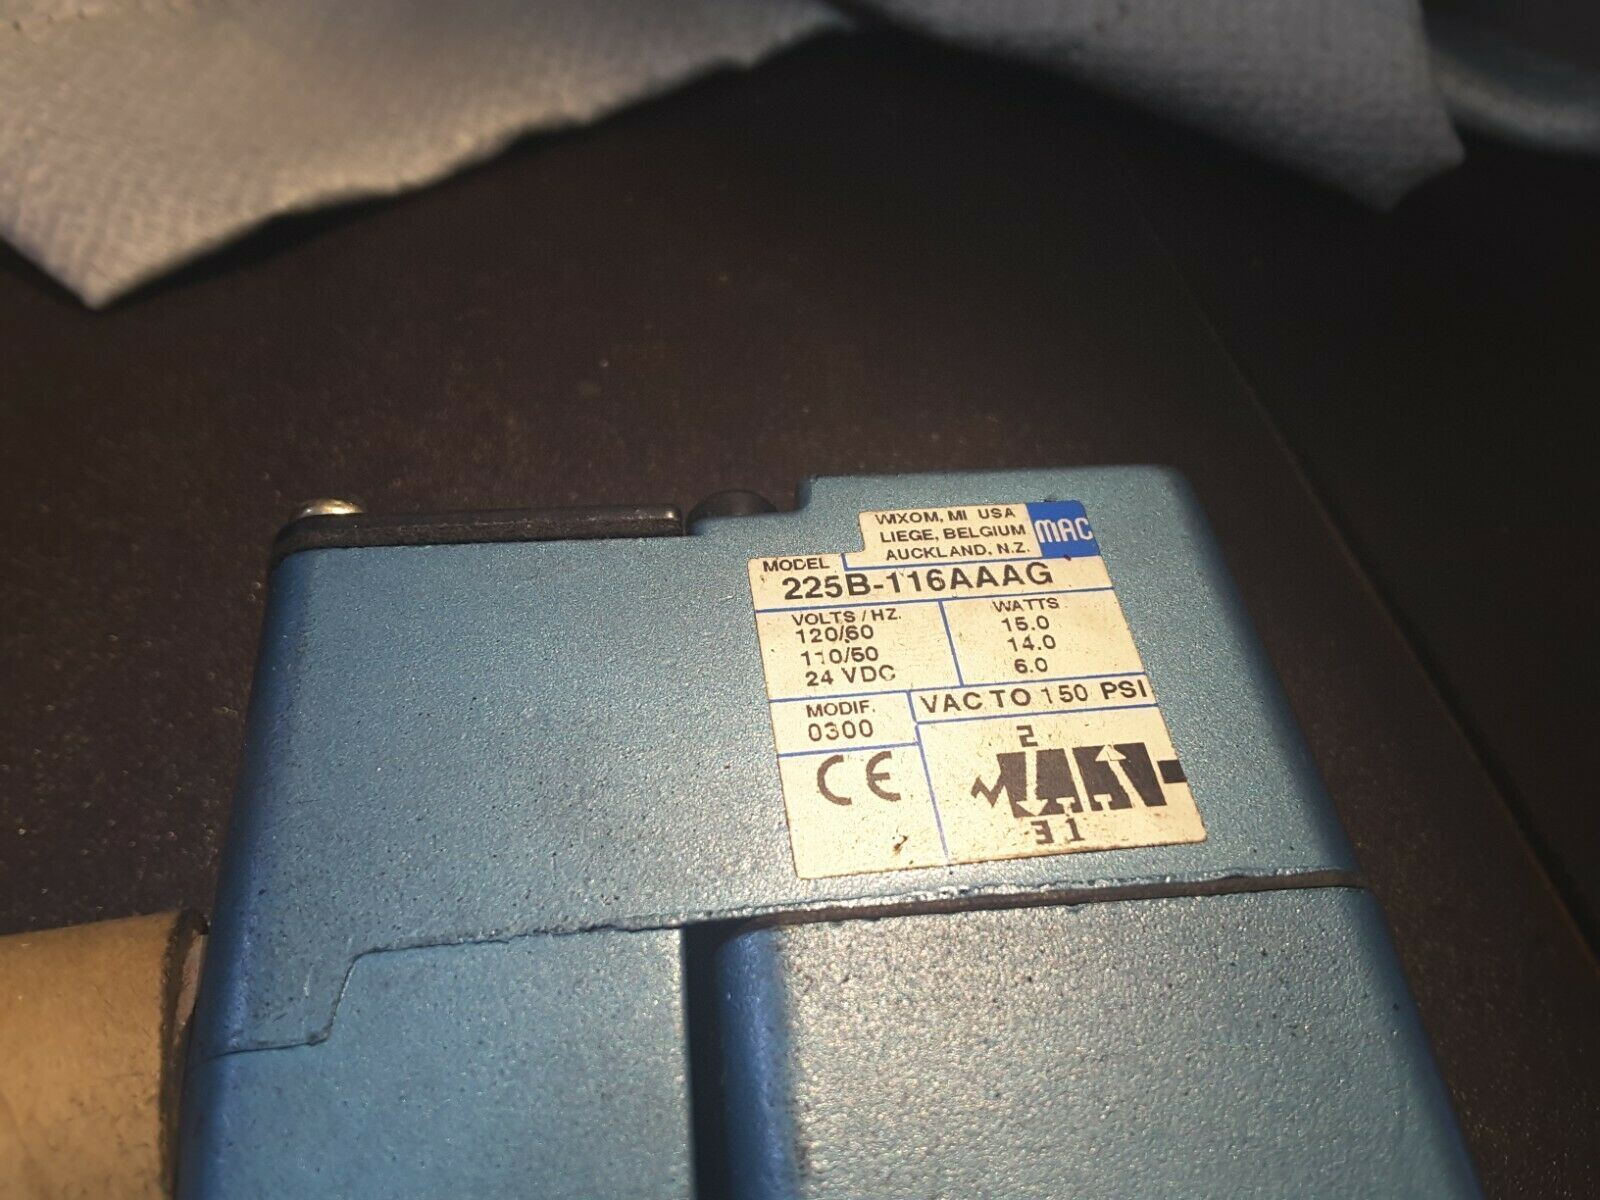 WIXOM, MI USA
LIEGE, BELGIUM
AUCKLAND, N.Z.
MAC
MODEL
225B-116AAAG
VOLTS/HZ. WATTS
120/60 15.0
110/50 14.0
24 VDC 6.0
MODIF.
0300
VAC TO 150 PSI
CE
2
3 1